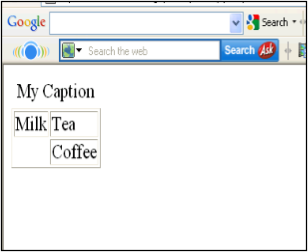 Google Search
Search the web Search Ask
My Caption
Milk Tea
Coffee